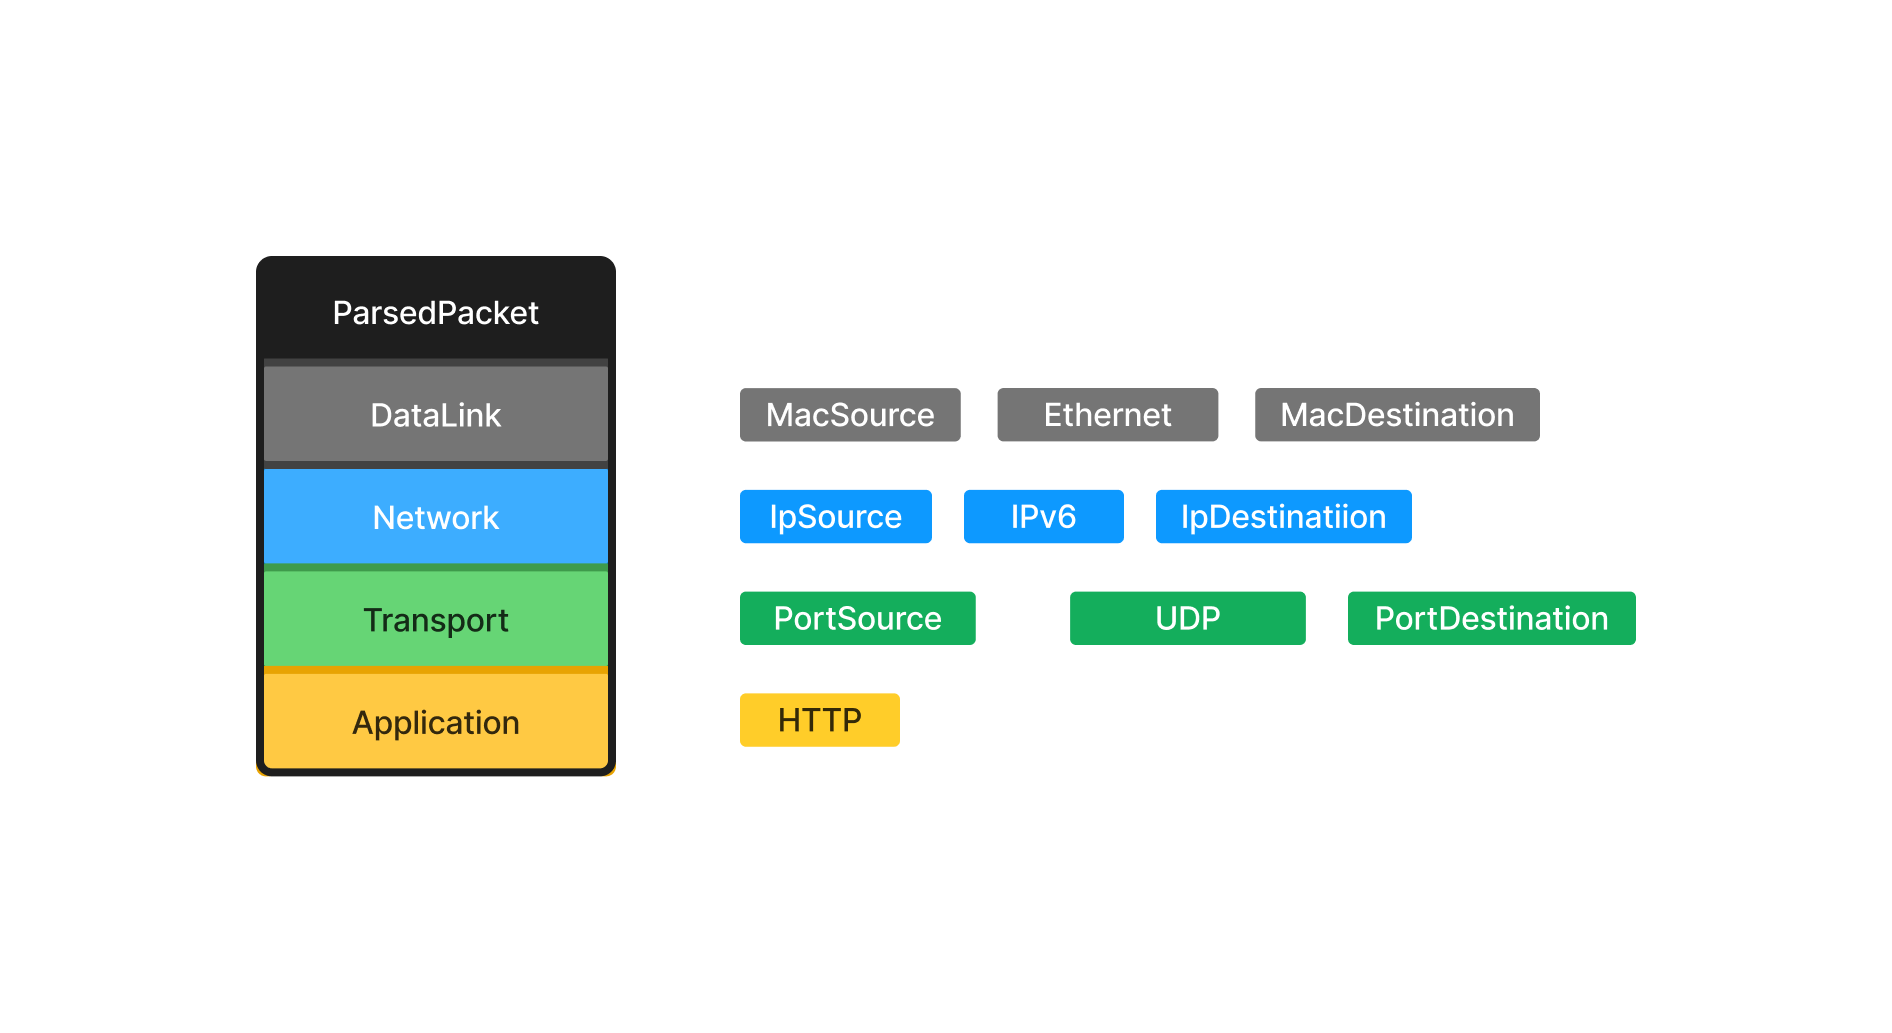 ParsedPacket
DataLink
MacSource Ethernet MacDestination
Network
IpSource IPv6 IpDestinatiion
Transport
PortSource UDP PortDestination
Application
HTTP